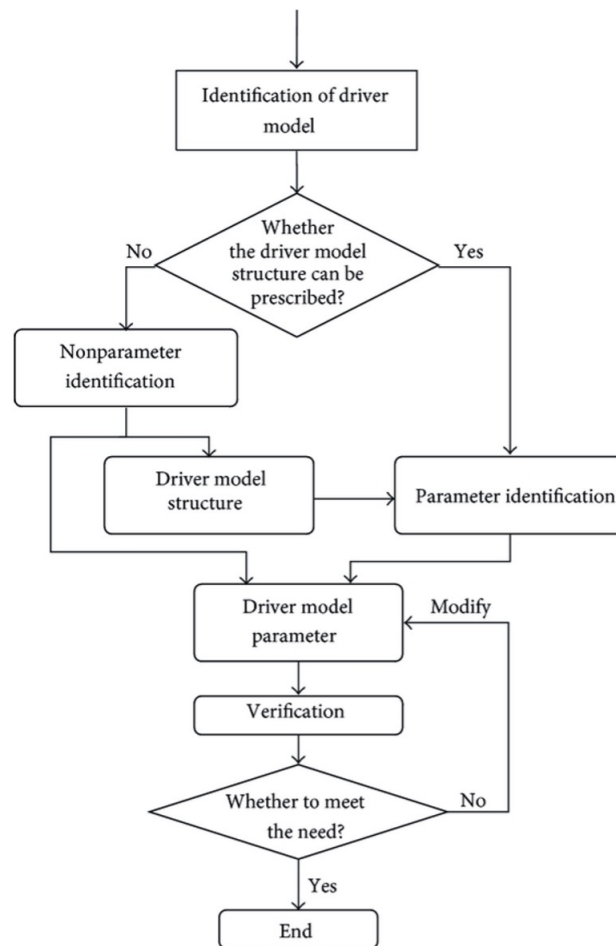 Identification of driver
model
Whether
the driver model
structure can be
prescribed?
No
Yes
Nonparameter
identification
Driver model
structure
Parameter identification
Driver model
parameter
Modify
Verification
Whether to meet
the need?
No
Yes
End